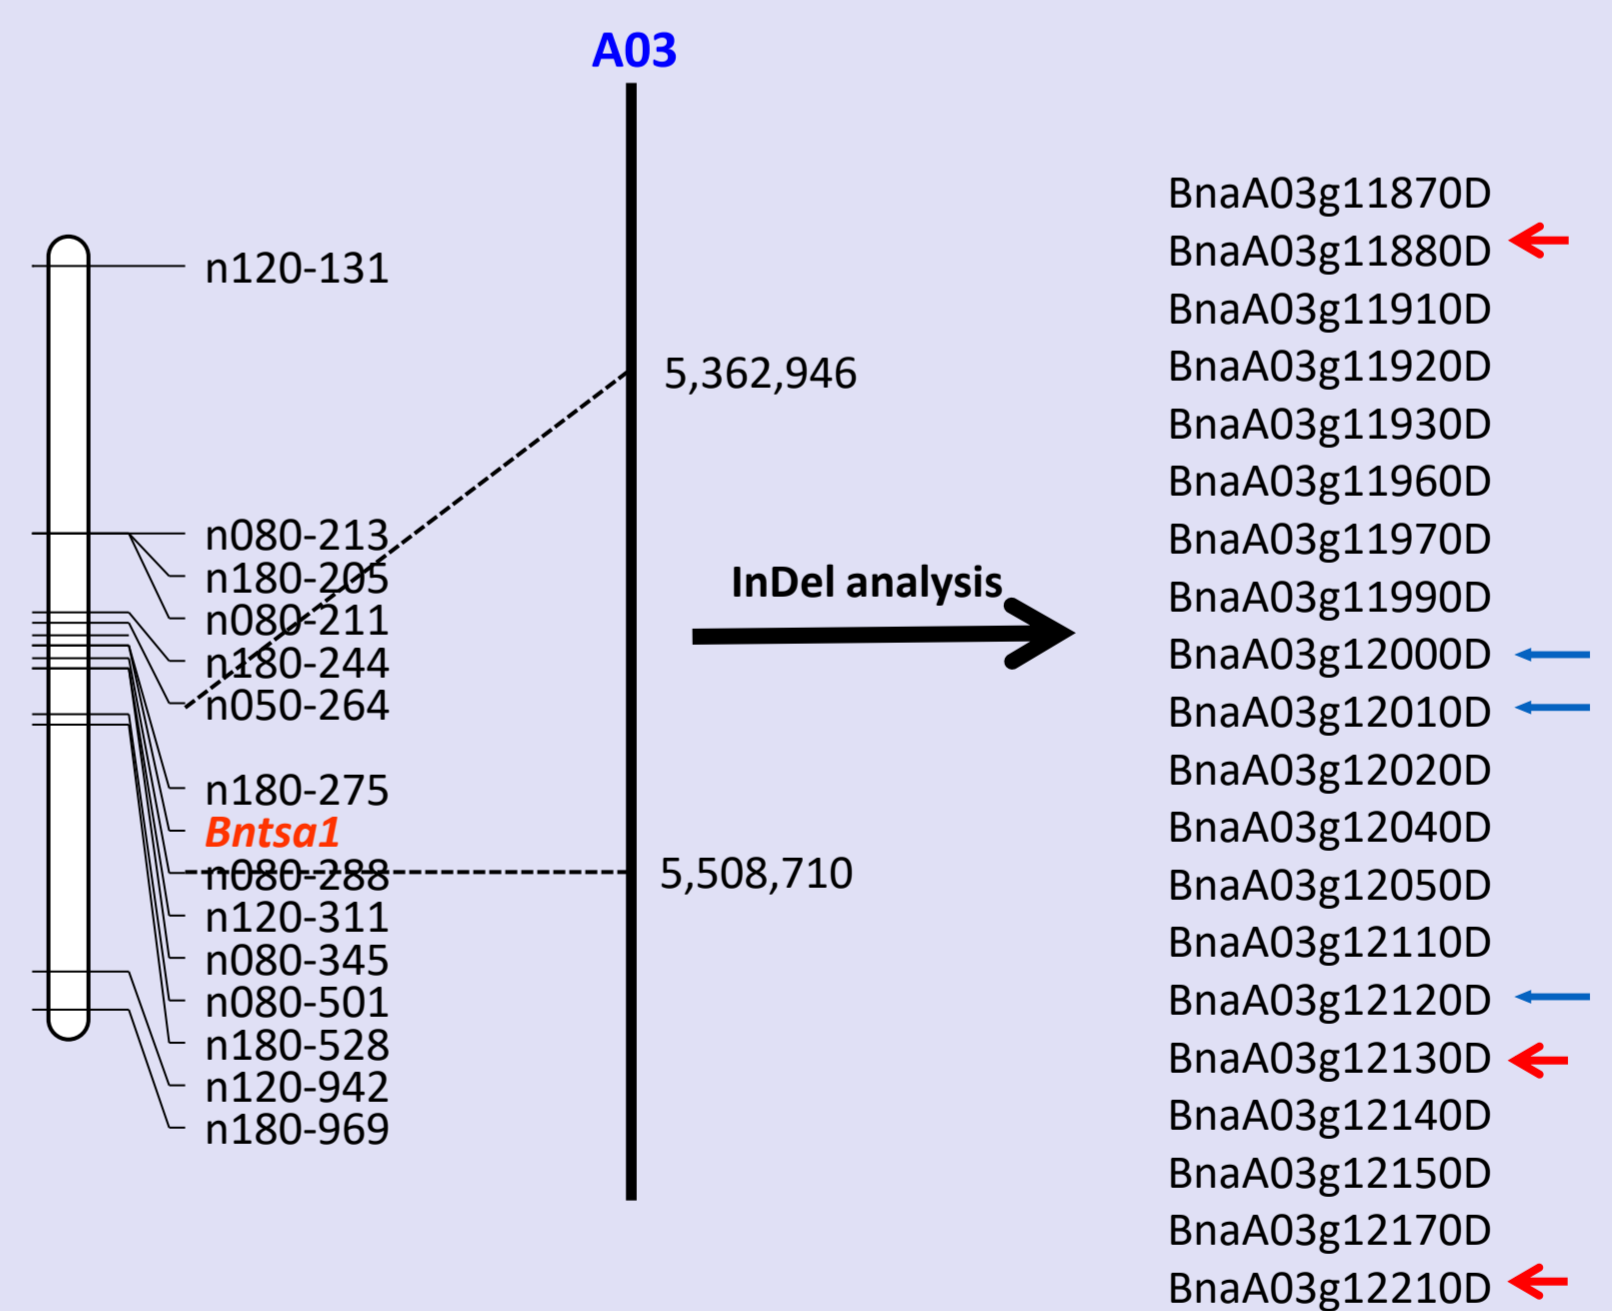 A03
n120-131
n080-213
n180-205
n080-211
n180-244
n050-264
n180-275
Bntsa1
n080-288
n120-311
n080-345
n080-501
n180-528
n120-942
n180-969
5,362,946
5,508,710
InDel analysis
BnaA03g11870D
BnaA03g11880D
BnaA03g11910D
BnaA03g11920D
BnaA03g11930D
BnaA03g11960D
BnaA03g11970D
BnaA03g11990D
BnaA03g12000D
BnaA03g12010D
BnaA03g12020D
BnaA03g12040D
BnaA03g12050D
BnaA03g12110D
BnaA03g12120D
BnaA03g12130D
BnaA03g12140D
BnaA03g12150D
BnaA03g12170D
BnaA03g12210D